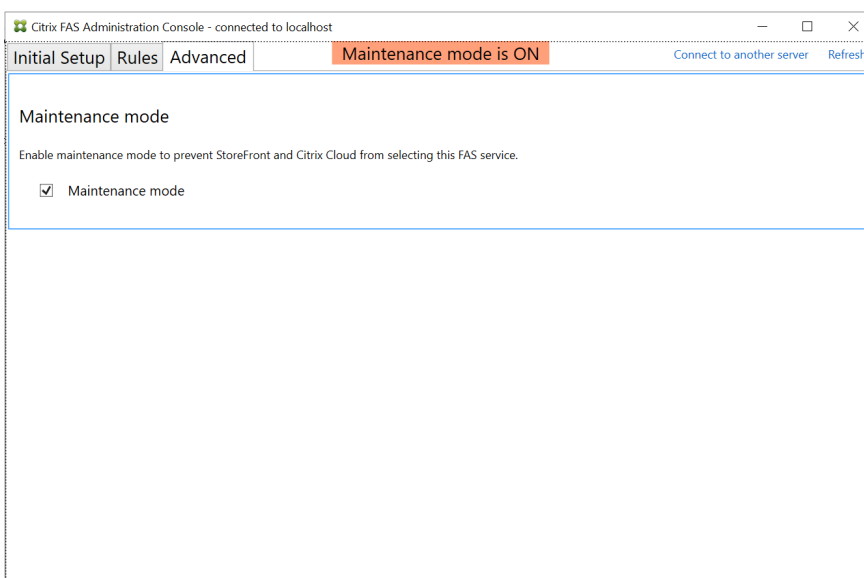 Citrix FAS Administration Console - connected to localhost
Initial Setup Rules Advanced Maintenance mode is ON Connect to another server Refresh
Maintenance mode
Enable maintenance mode to prevent StoreFront and Citrix Cloud from selecting this FAS service.
Maintenance mode